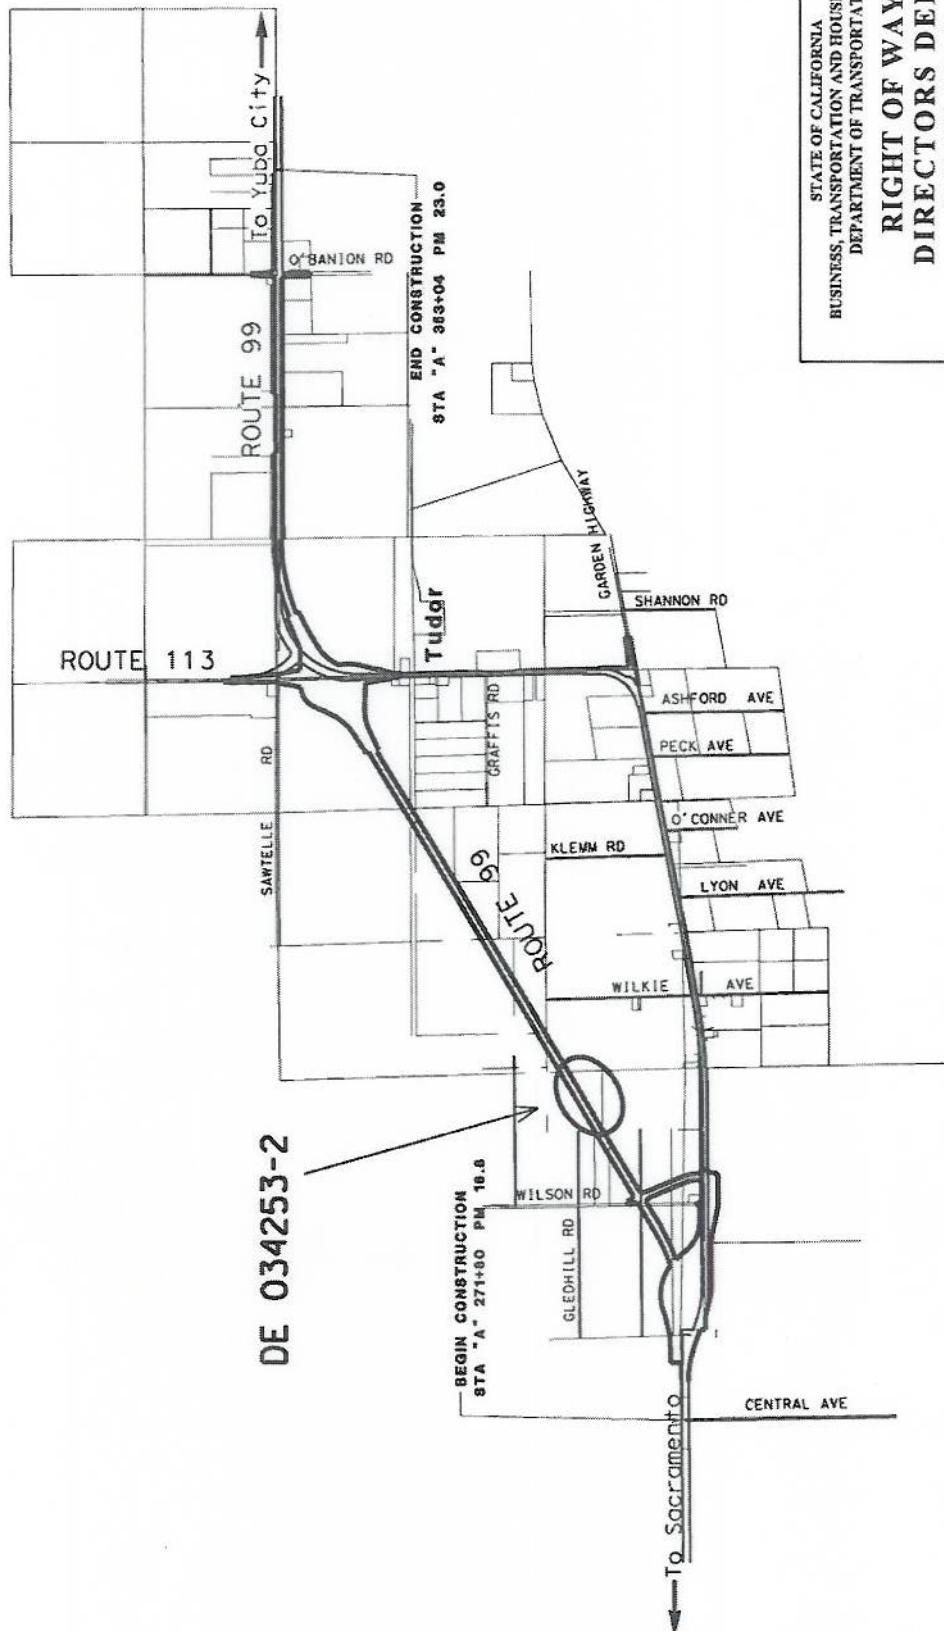 To Yuba City
O'BANION RD
ROUTE 99
END CONSTRUCTION
STA "A" 353+04 PM 23.0
ROUTE 113
Tudor
GARDEN HIGHWAY
SHANNON RD
ASHFORD AVE
GRAFFIS RD
PECK AVE
SAWTELLE RD
O'CONNER AVE
KLEMM RD
ROUTE 99
LYON AVE
WILKIE AVE
DE 034253-2
WILSON RD
GLEDHILL RD
BEGIN CONSTRUCTION
STA "A" 271+80 PM 16.8
CENTRAL AVE
To Sacramento
STATE OF CALIFORNIA
BUSINESS, TRANSPORTATION AND HOUS
DEPARTMENT OF TRANSPORTAT
RIGHT OF WAY
DIRECTORS DE